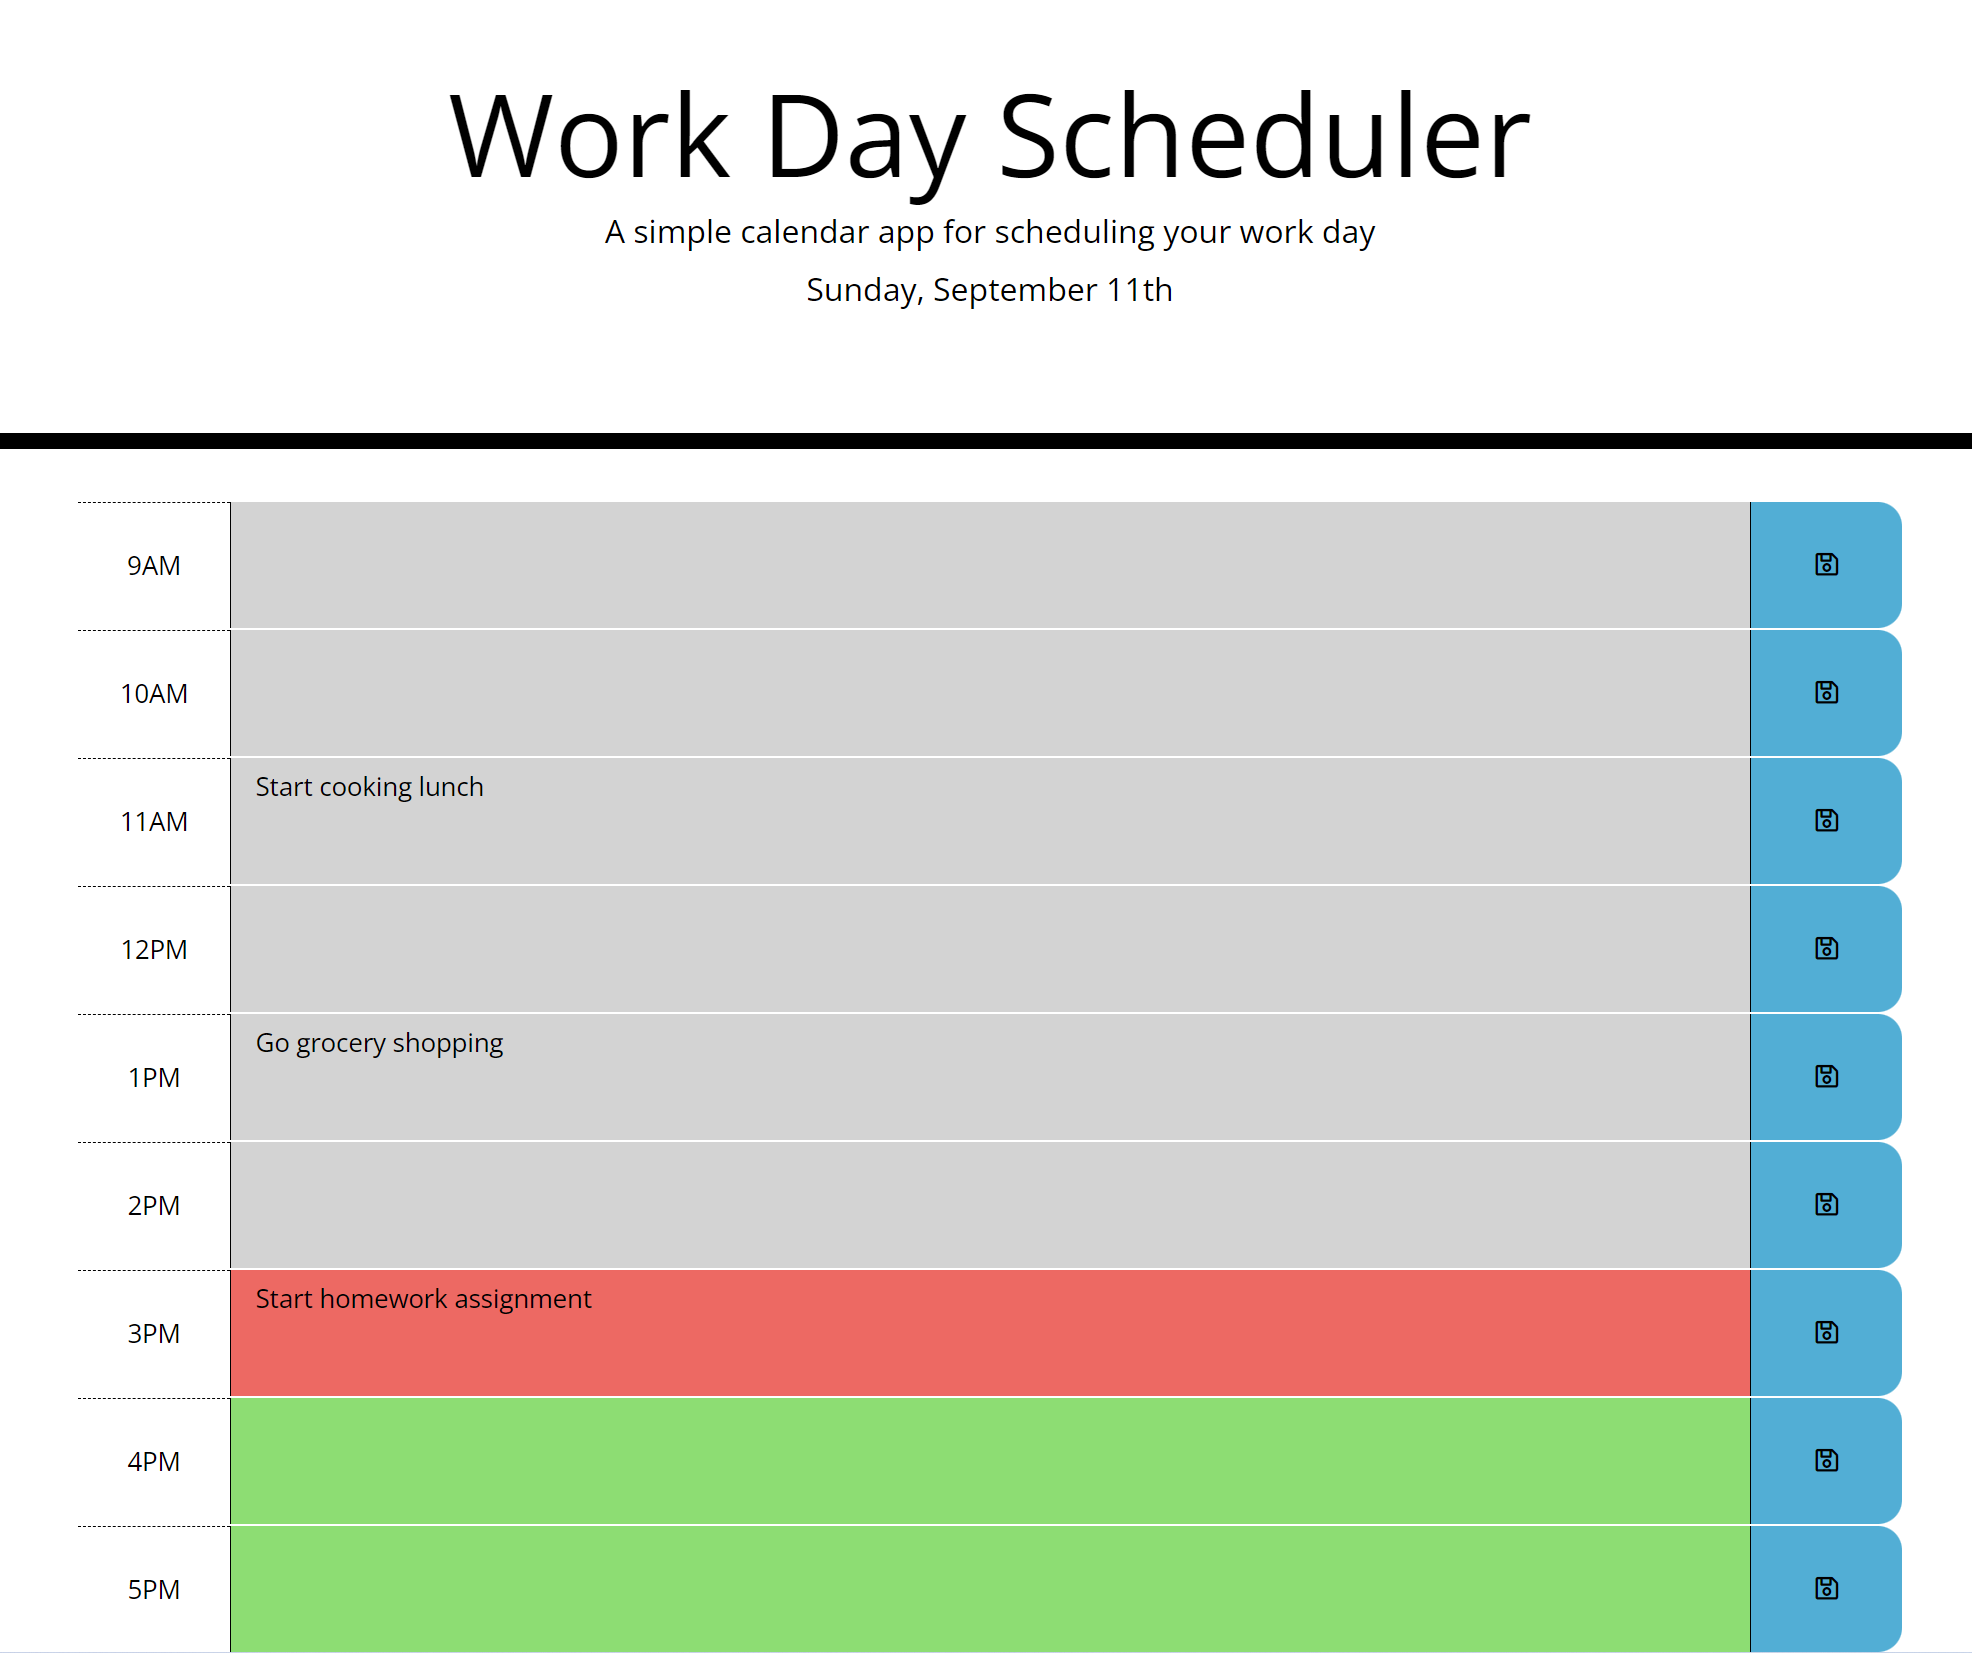 Work Day Scheduler
A simple calendar app for scheduling your work day
Sunday, September 11th
9AM
10AM
Start cooking lunch
11AM
12PM
Go grocery shopping
1PM
2PM
Start homework assignment
3PM
4PM
5PM